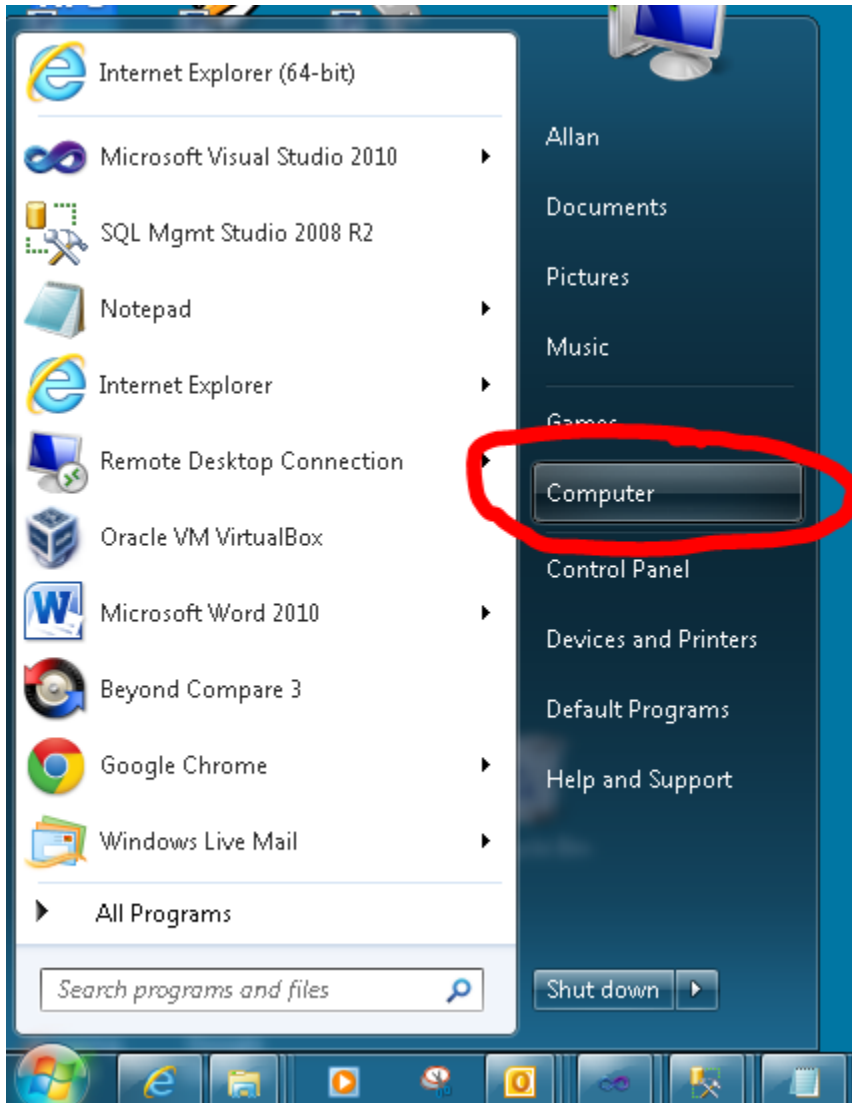 Internet Explorer (64-bit)
Microsoft Visual Studio 2010
SQL Mgmt Studio 2008 R2
Notepad
Internet Explorer
Remote Desktop Connection
Oracle VM VirtualBox
Microsoft Word 2010
Beyond Compare 3
Google Chrome
Windows Live Mail
All Programs
Search programs and files
Allan
Documents
Pictures
Music
Games
Computer
Control Panel
Devices and Printers
Default Programs
Help and Support
Shut down